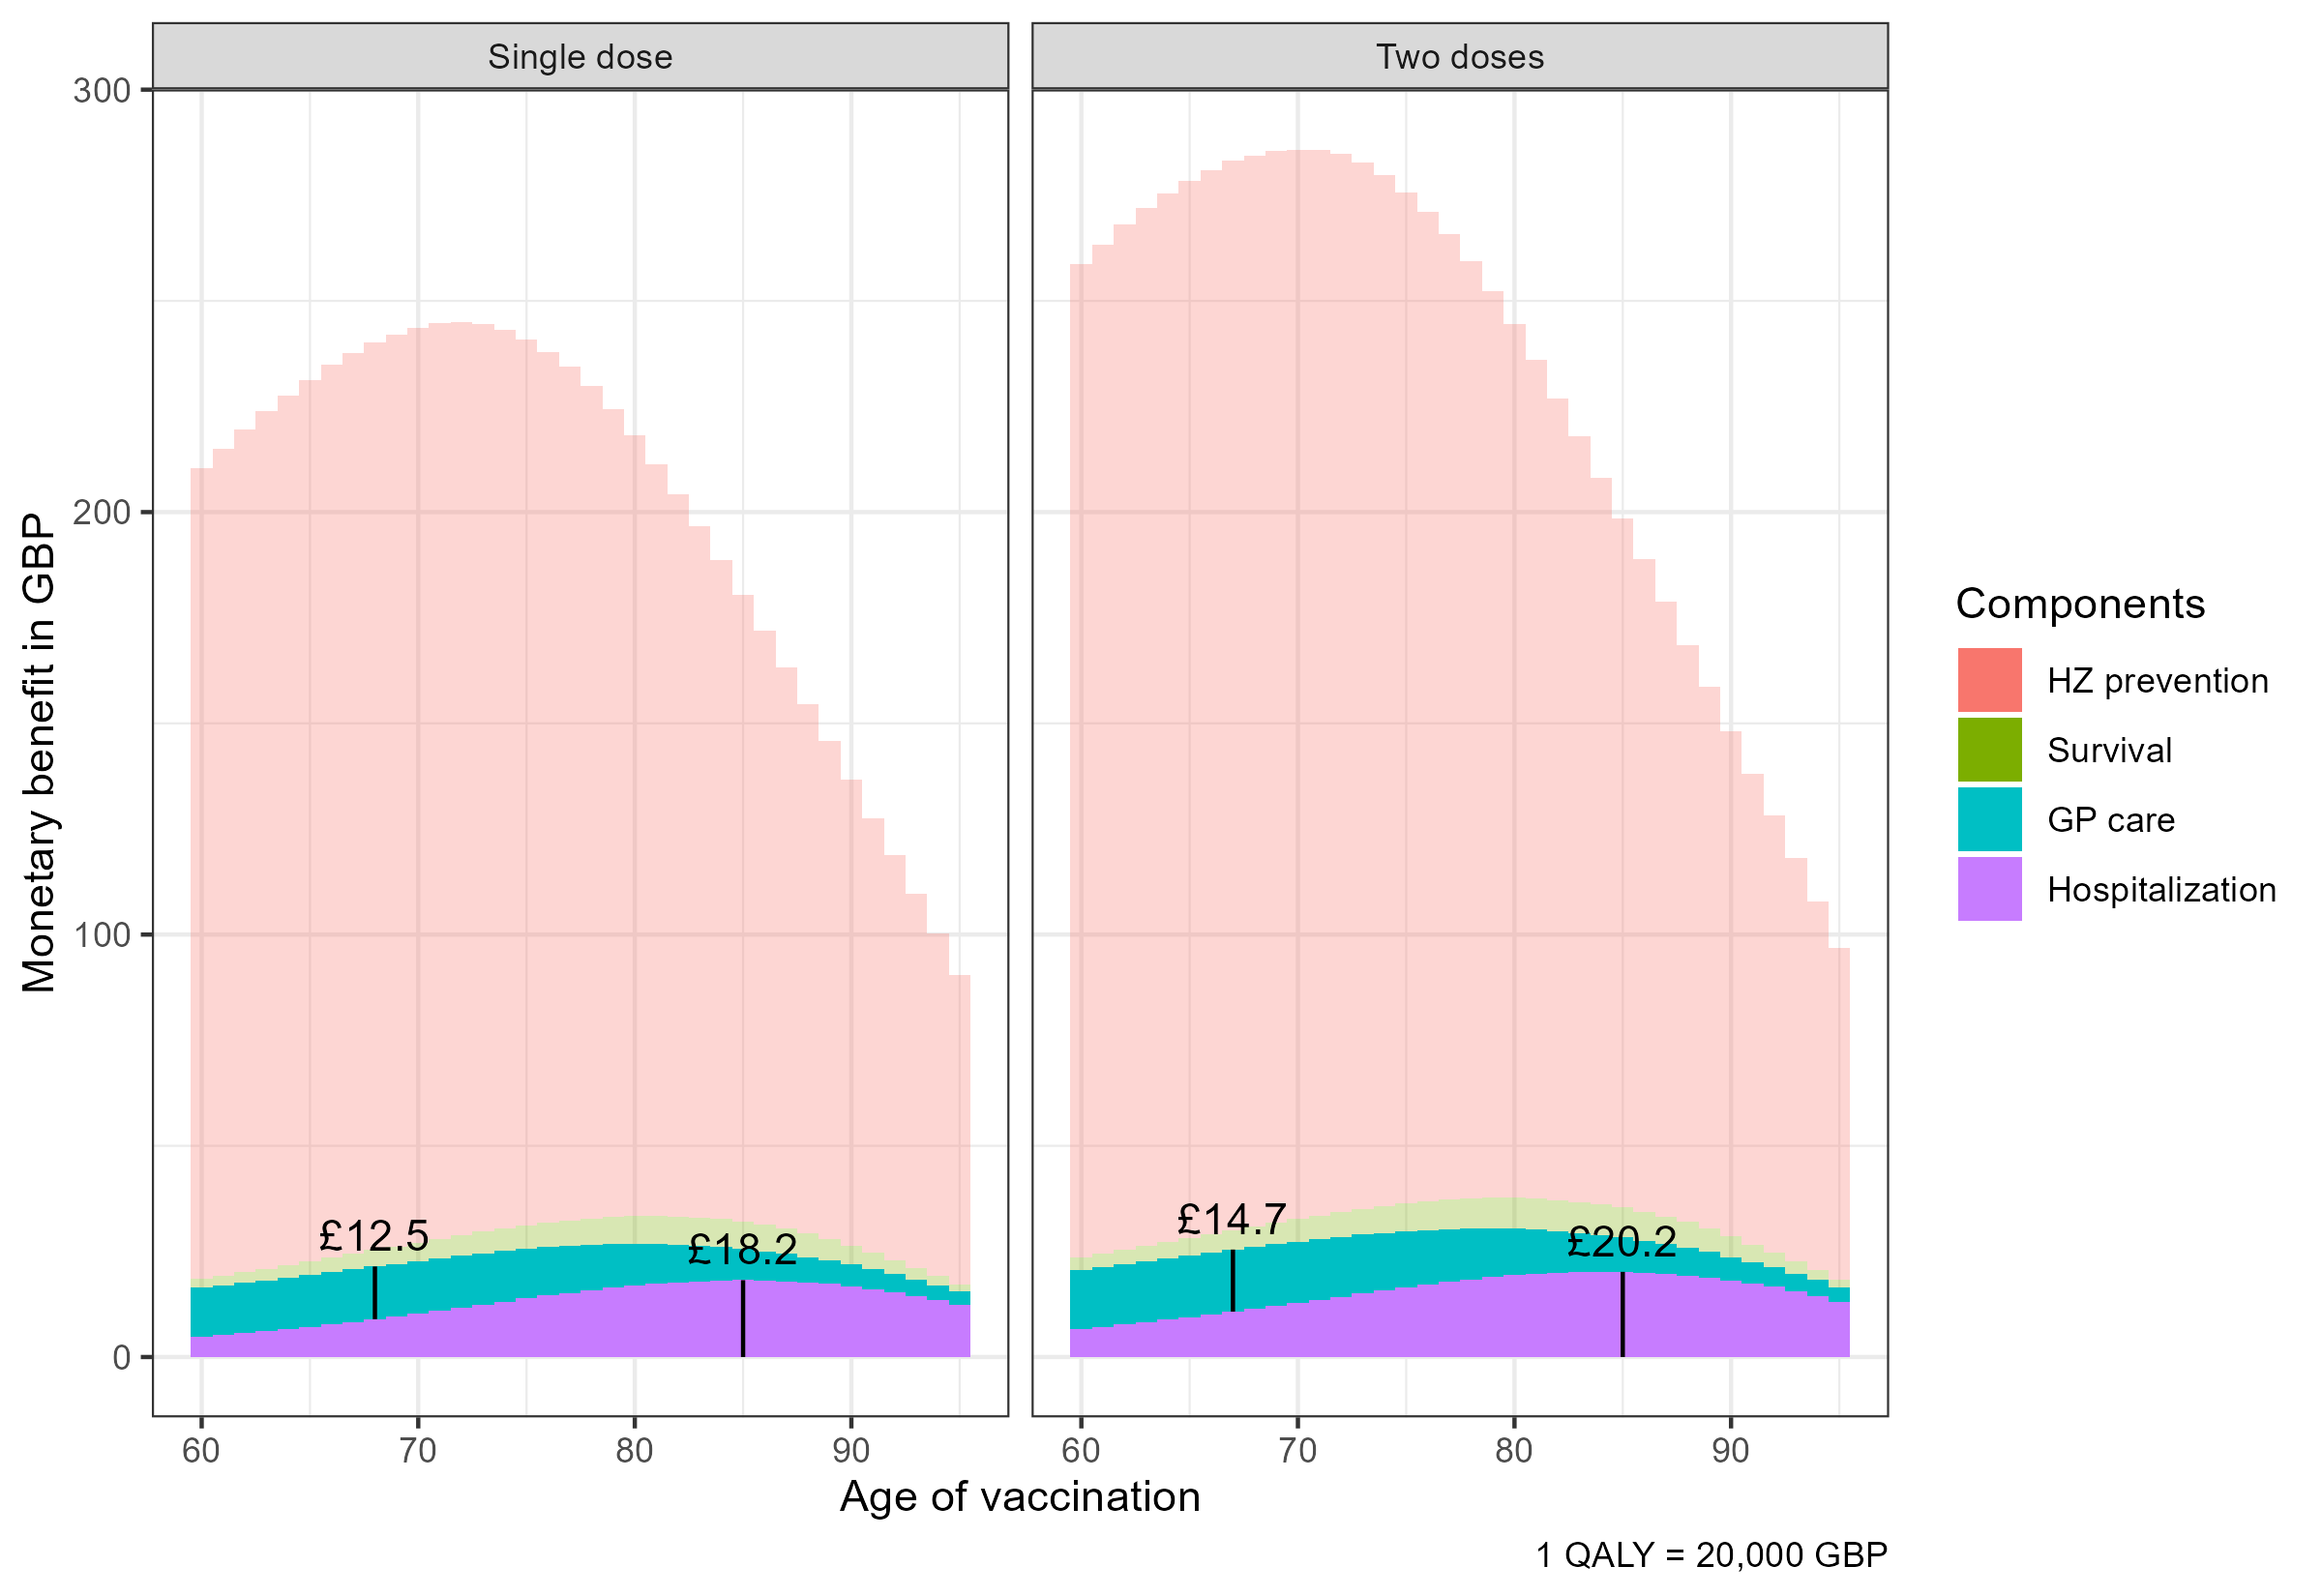 Single dose
Two doses
Monetary benefit in GBP
300
200
100
0
£12.5
£18.2
£14.7
£20.2
60
70
80
90
60
70
80
90
Age of vaccination
1 QALY = 20,000 GBP
Components
HZ prevention
Survival
GP care
Hospitalization